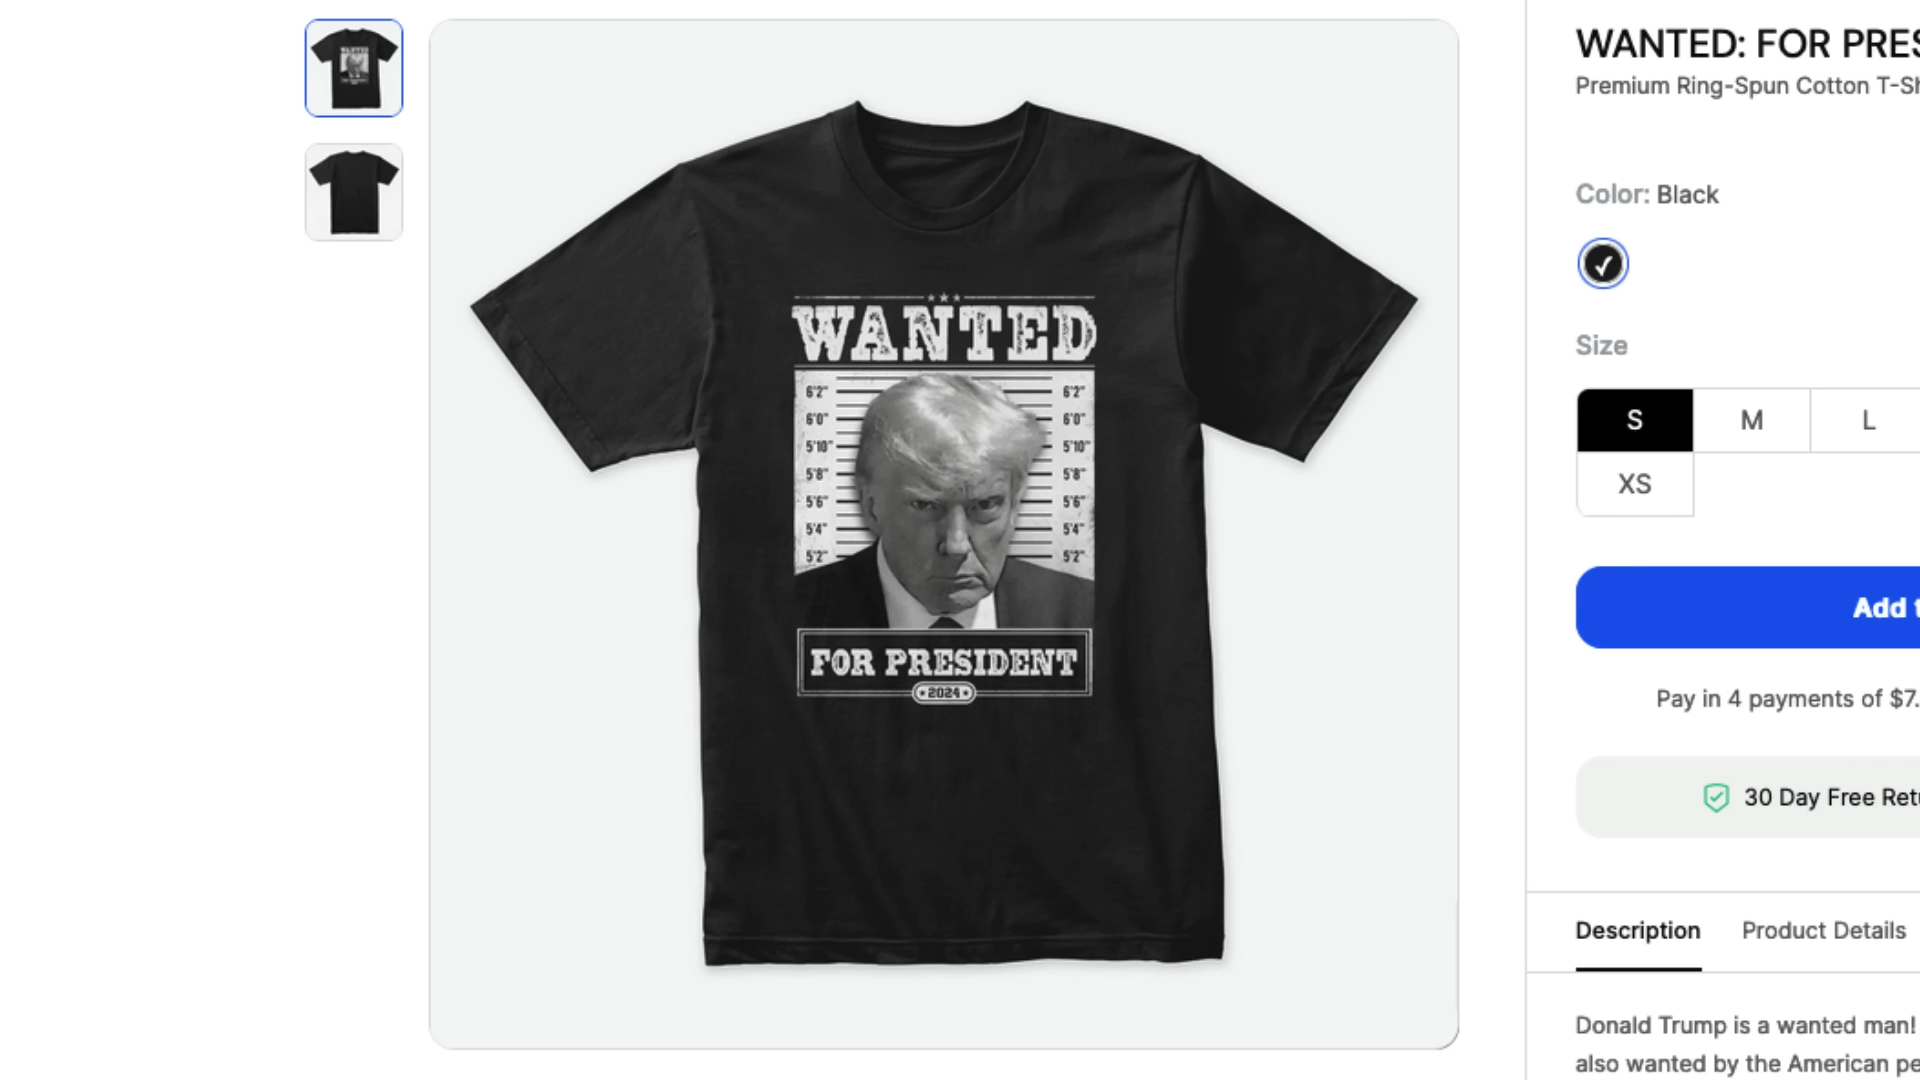 WANTED
6'2" 6'2"
6'0" 6'0"
5'10" 5'10"
5'8" 5'8"
5'6" 5'6"
5'4" 5'4"
5'2" 5'2"
FOR PRESIDENT
2024
WANTED: FOR PRES
Premium Ring-Spun Cotton T-Sh
Color: Black
Size
S M L
XS
Add t
Pay in 4 payments of $7.
30 Day Free Retu
Description Product Details
Donald Trump is a wanted man!
also wanted by the American pe